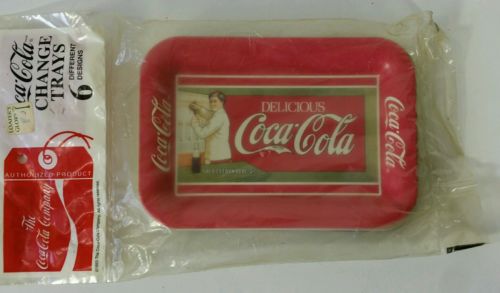 Coca-Cola
CHANGE
TRAYS
6 DIFFERENT
DESIGNS
AUTHORIZED PRODUCT
The
Coca-Cola Company
Coca-Cola
DELICIOUS
Coca-Cola
Coca-Cola